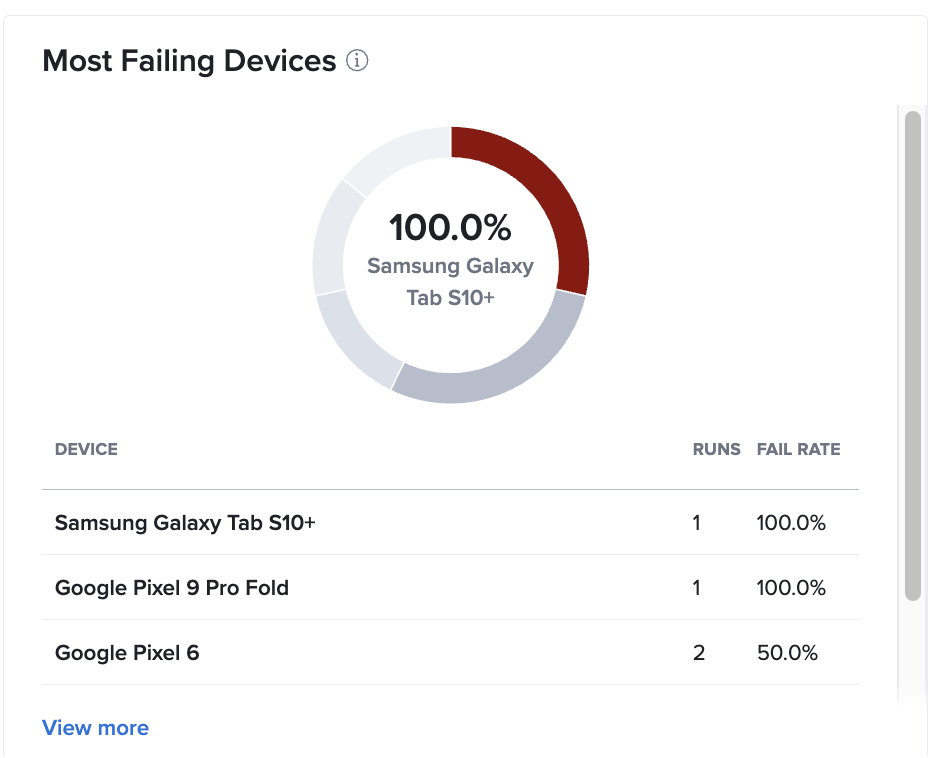 Most Failing Devices
100.0%
Samsung Galaxy
Tab S10+
DEVICE RUNS FAIL RATE
Samsung Galaxy Tab S10+ 1 100.0%
Google Pixel 9 Pro Fold 1 100.0%
Google Pixel 6 2 50.0%
View more